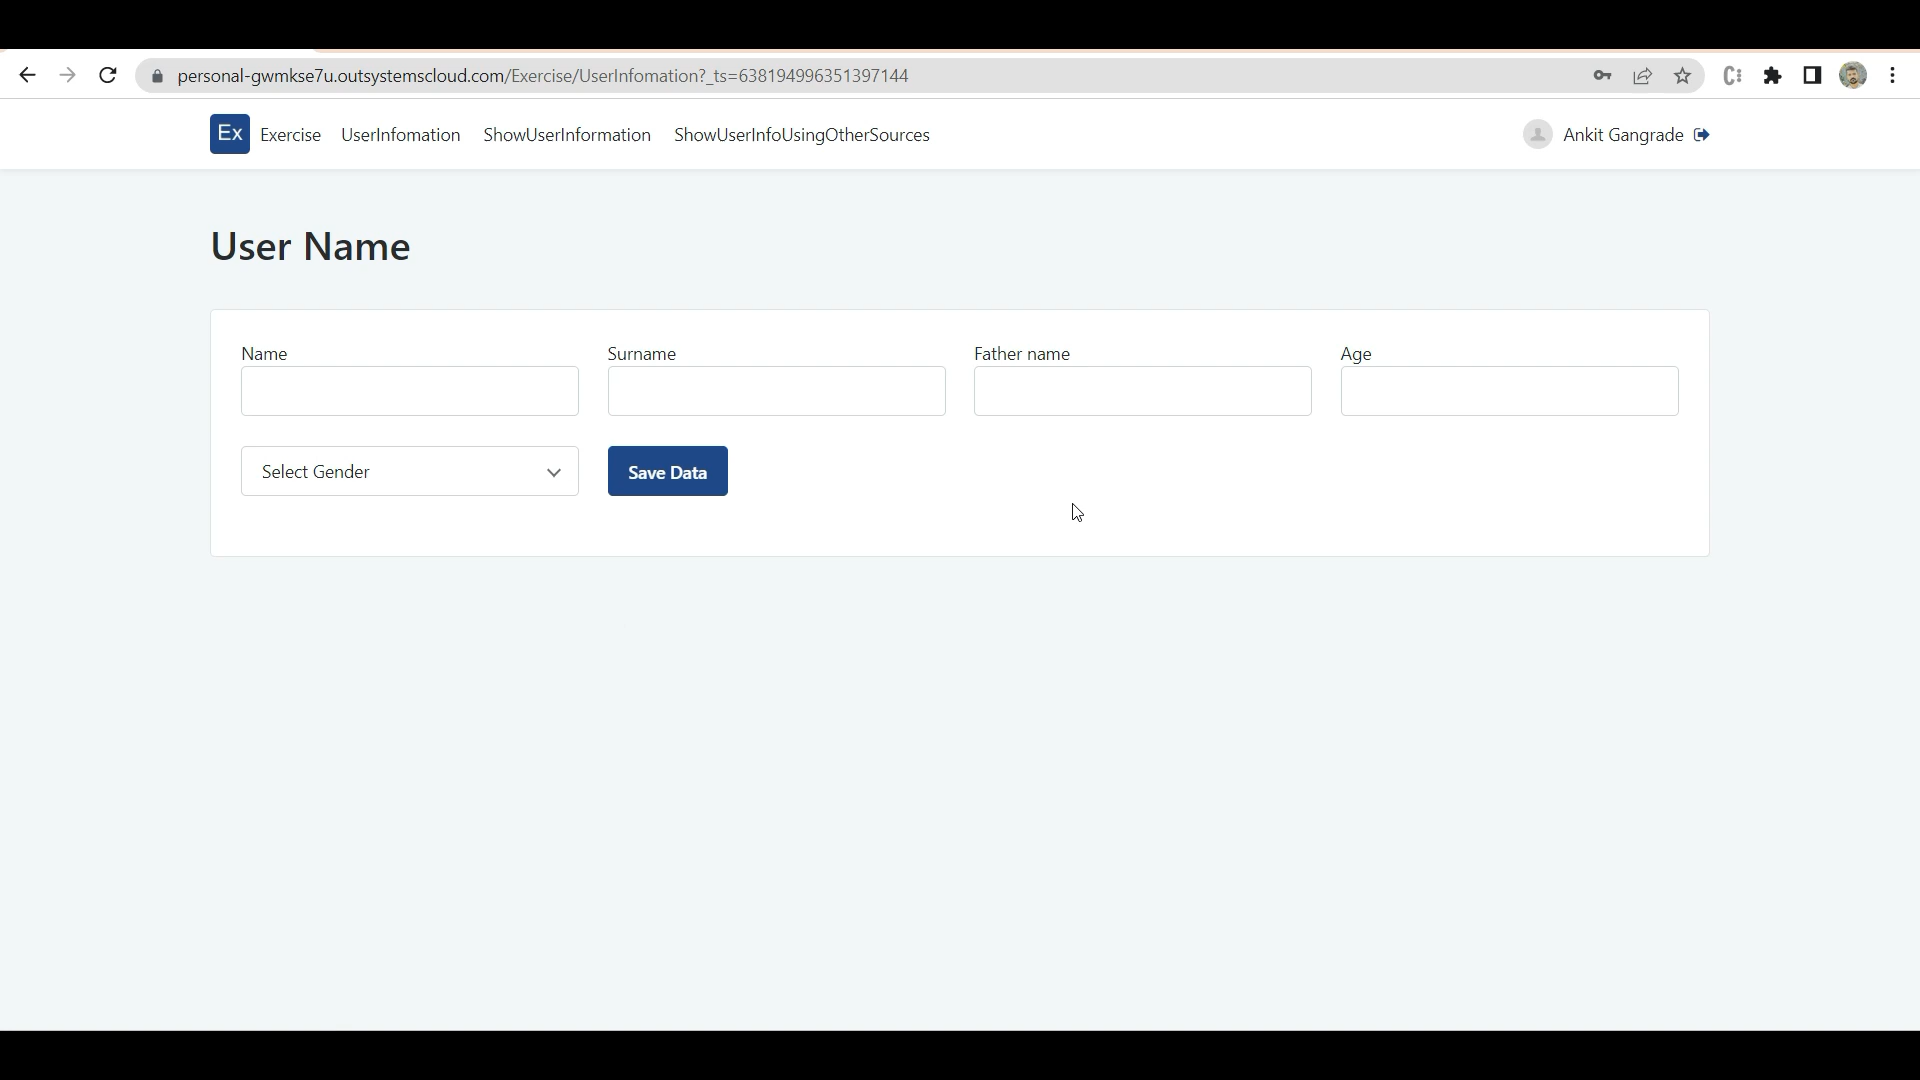 personal-gwmkse7u.outsystemscloud.com/Exercise/UserInfomation?_ts=638194996351397144
Ex Exercise UserInfomation ShowUserInformation ShowUserInfoUsingOtherSources Ankit Gangrade
User Name
Name Surname Father name Age
Select Gender Save Data